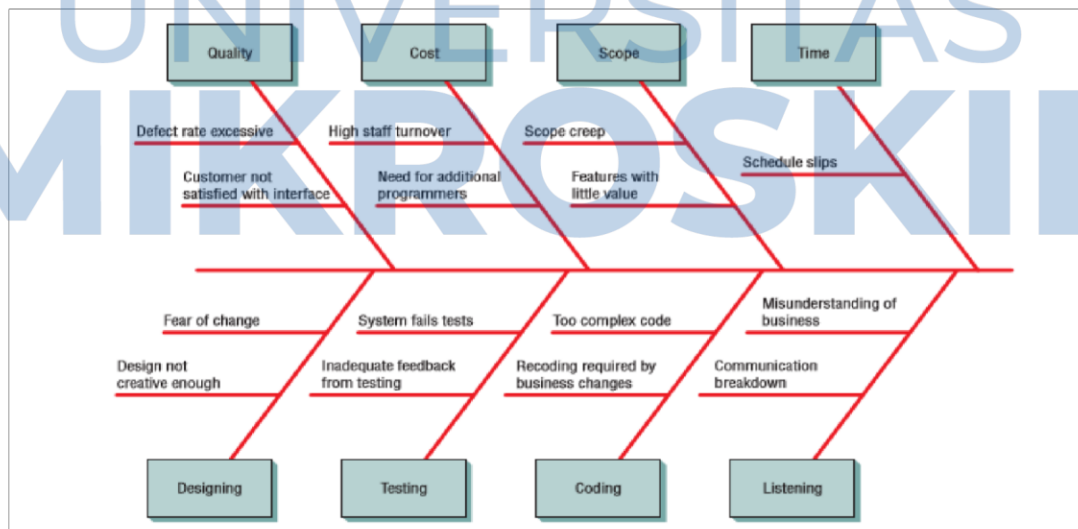 UNIVERSITAS
MIKROSKIL
Quality
Cost
Scope
Time
Defect rate excessive
High staff turnover
Scope creep
Schedule slips
Customer not
satisfied with interface
Need for additional
programmers
Features with
little value
Fear of change
System fails tests
Too complex code
Misunderstanding of
business
Design not
creative enough
Inadequate feedback
from testing
Recoding required by
business changes
Communication
breakdown
Designing
Testing
Coding
Listening